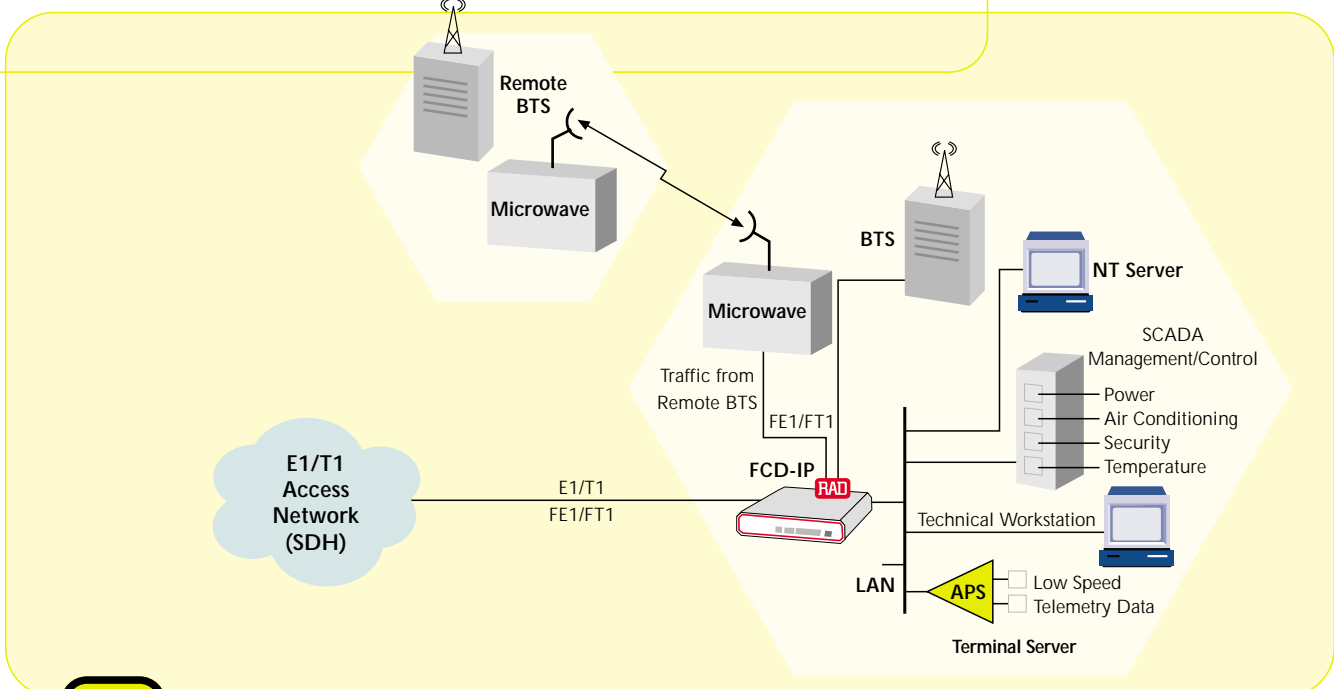 Remote
BTS
Microwave
BTS
NT Server
Microwave
SCADA
Management/Control
Power
Air Conditioning
Security
Temperature
Traffic from
Remote BTS
FE1/FT1
FCD-IP
RAD
E1/T1
Access
Network
(SDH)
E1/T1
FE1/FT1
Technical Workstation
LAN
APS
Low Speed
Telemetry Data
Terminal Server